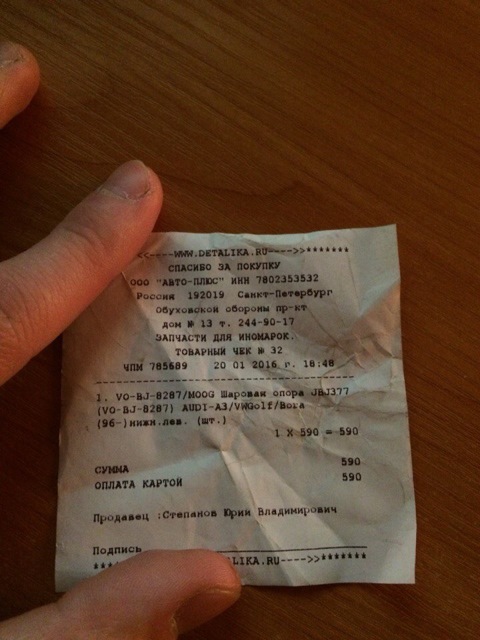 <<----WWW.DETALIKA.RU---->>*******
СПАСИБО ЗА ПОКУПКУ
ООО "АВТО-ПЛЮС" ИНН 7802353532
Россия 192019 Санкт-Петербург
Обуховской обороны пр-кт
дом № 13 т. 244-90-17
ЗАПЧАСТИ ДЛЯ ИНОМАРОК.
ТОВАРНЫЙ ЧЕК № 32
ЧПМ 785689 20 01 2016 г. 18:48
1. VO-BJ-8287/MOOG Шаровая опора JBJ377
(VO-BJ-8287) AUDI-A3/VWGolf/Bora
(96-)нижн.лев. (шт.)
1 X 590 = 590
СУММА 590
ОПЛАТА КАРТОЙ 590
Продавец :Степанов Юрий Владимирович
Подпись
LIKA.RU---->>*******